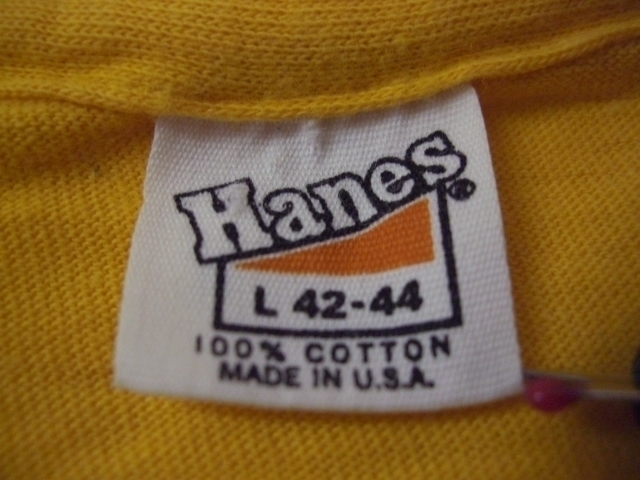 Hanes®
L 42-44
100% COTTON
MADE IN U.S.A.